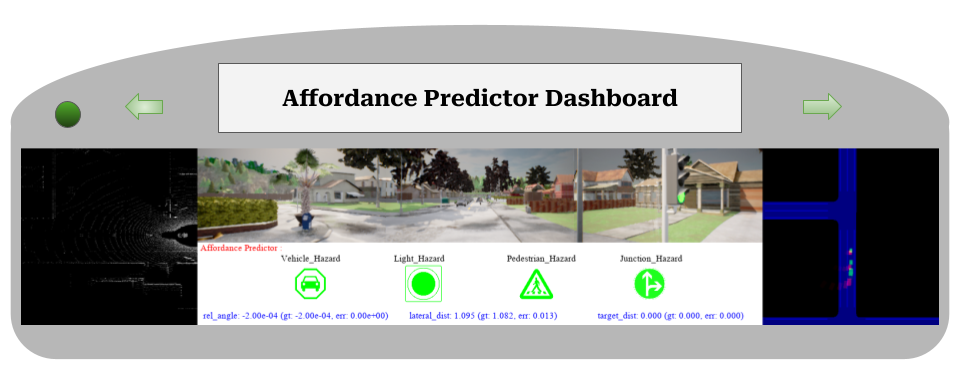 Affordance Predictor Dashboard
Affordance Predictor :
Vehicle_Hazard Light_Hazard Pedestrian_Hazard Junction_Hazard
rel_angle: -2.00e-04 (gt: -2.00e-04, err: 0.00e+00) lateral_dist: 1.095 (gt: 1.082, err: 0.013) target_dist: 0.000 (gt: 0.000, err: 0.000)